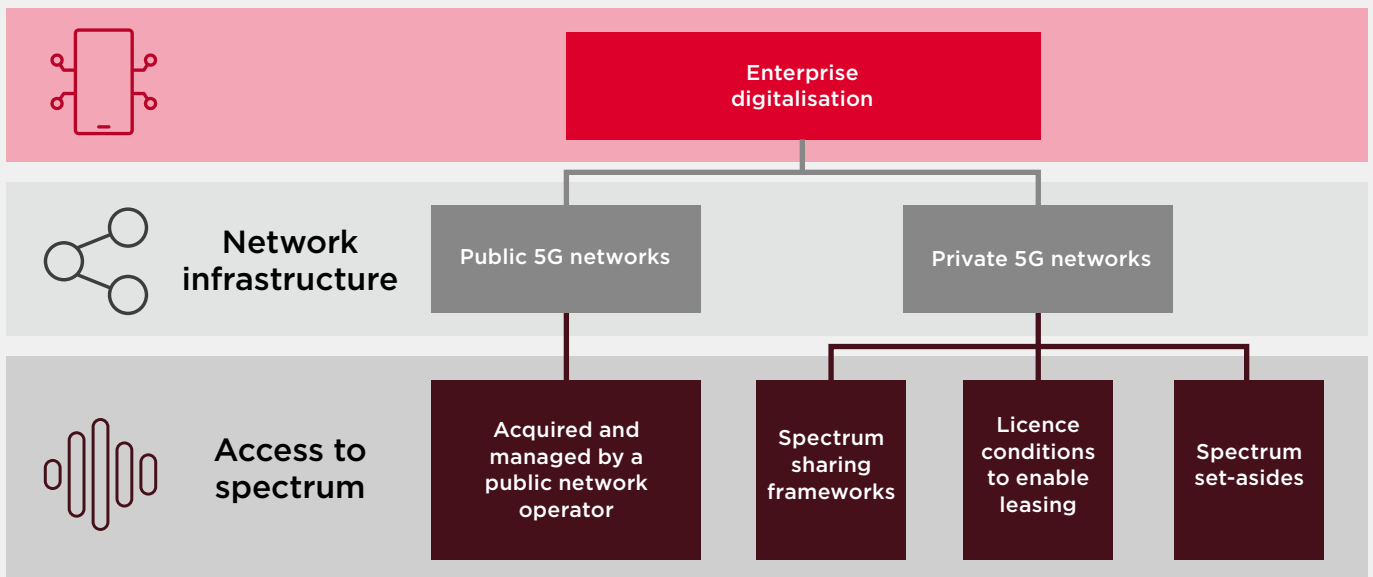 Enterprise
digitalisation
Network
infrastructure
Public 5G networks
Private 5G networks
Access to
spectrum
Acquired and
managed by a
public network
operator
Spectrum
sharing
frameworks
Licence
conditions
to enable
leasing
Spectrum
set-asides